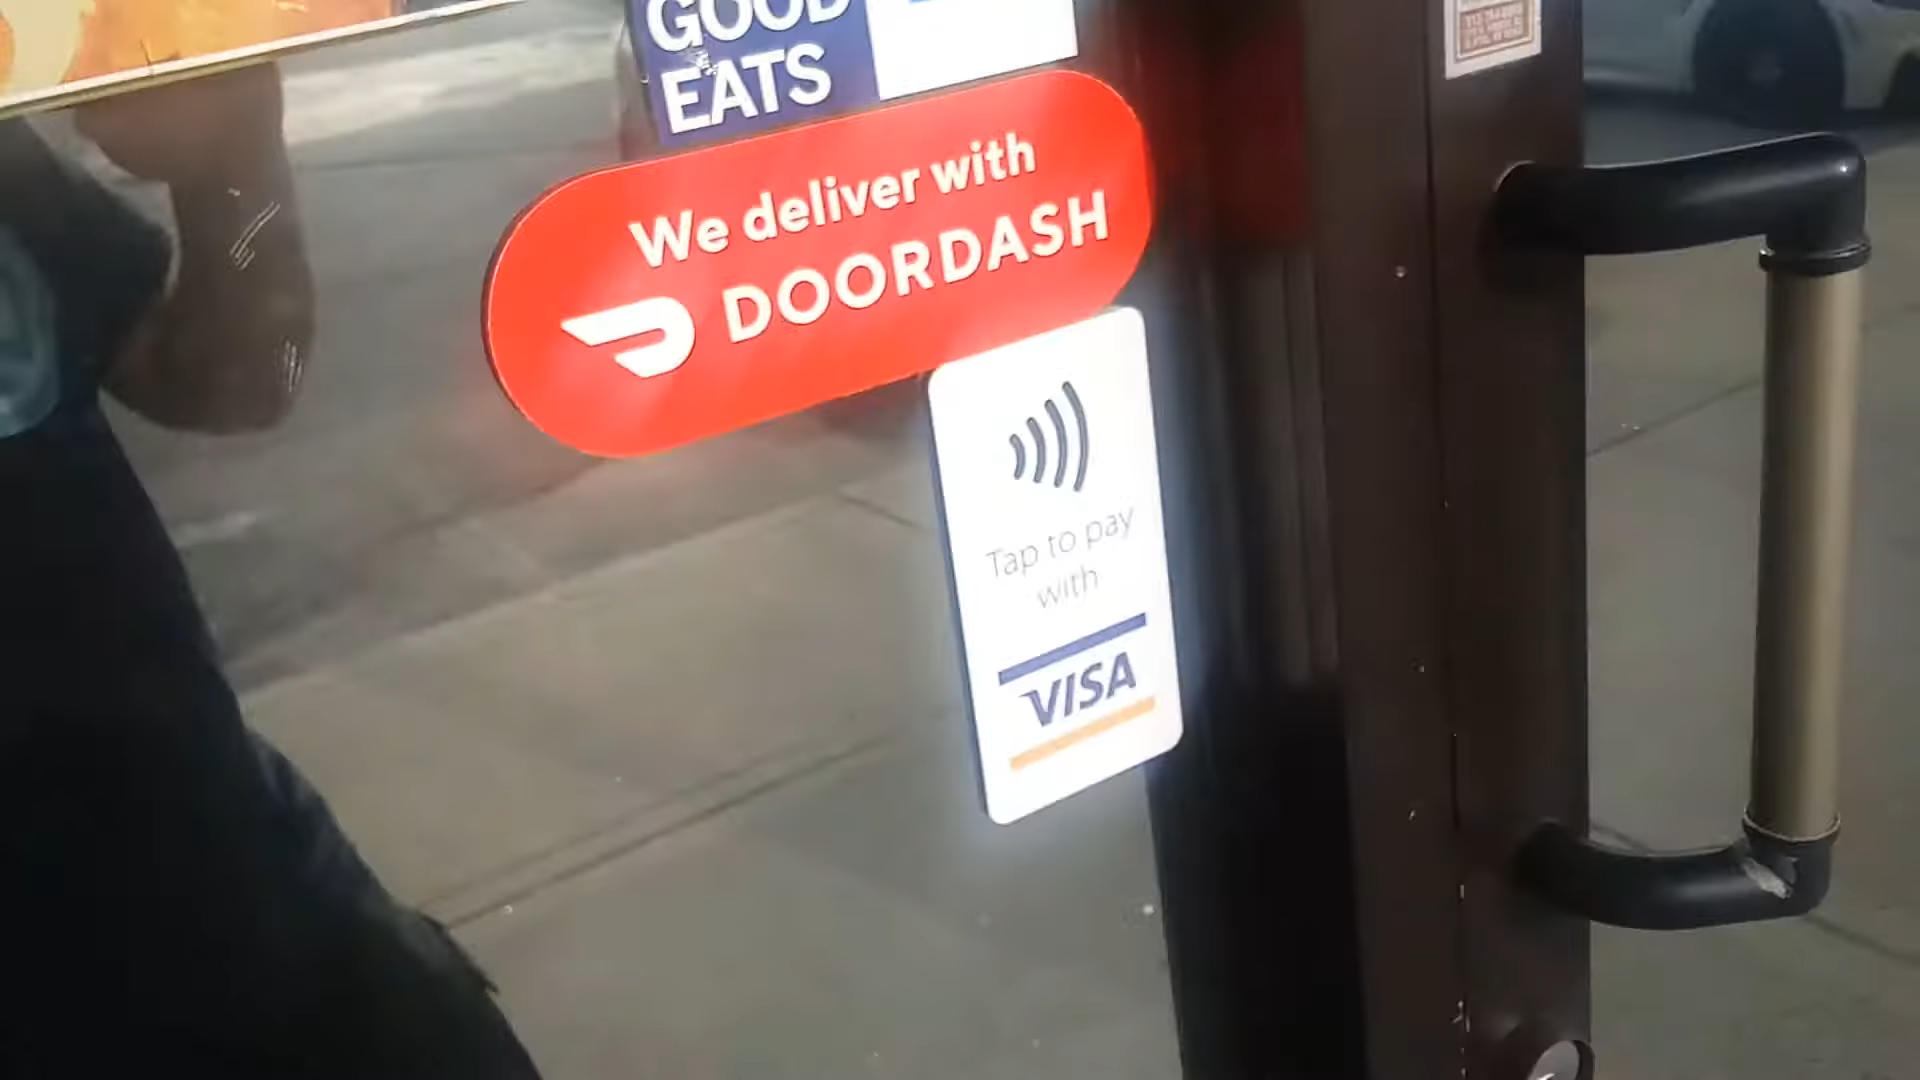 GOOD
EATS
We deliver with
DOORDASH
Tap to pay
with
VISA